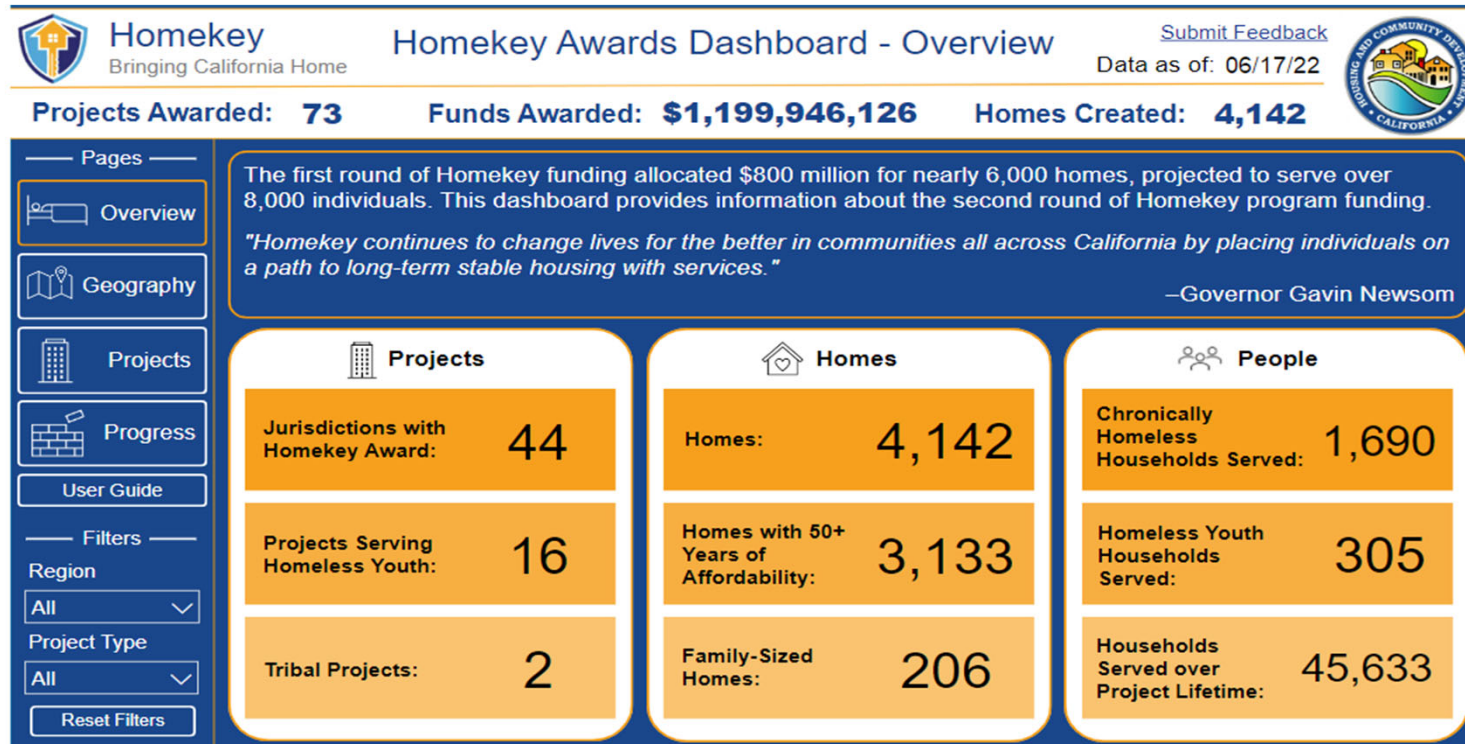 Homekey
Bringing California Home
Homekey Awards Dashboard - Overview
Submit Feedback
Data as of: 06/17/22
HOUSING AND COMMUNITY DEVELOPMENT
CALIFORNIA
Projects Awarded: 73
Funds Awarded: $1,199,946,126
Homes Created: 4,142
Pages
Overview
Geography
Projects
Progress
User Guide
Filters
Region
All
Project Type
All
Reset Filters
The first round of Homekey funding allocated $800 million for nearly 6,000 homes, projected to serve over
8,000 individuals. This dashboard provides information about the second round of Homekey program funding.
"Homekey continues to change lives for the better in communities all across California by placing individuals on
a path to long-term stable housing with services."
–Governor Gavin Newsom
Projects
Jurisdictions with
Homekey Award:
44
Projects Serving
Homeless Youth:
16
Tribal Projects:
2
Homes
Homes:
4,142
Homes with 50+
Years of
Affordability:
3,133
Family-Sized
Homes:
206
People
Chronically
Homeless
Households Served:
1,690
Homeless Youth
Households
Served:
305
Households
Served over
Project Lifetime:
45,633